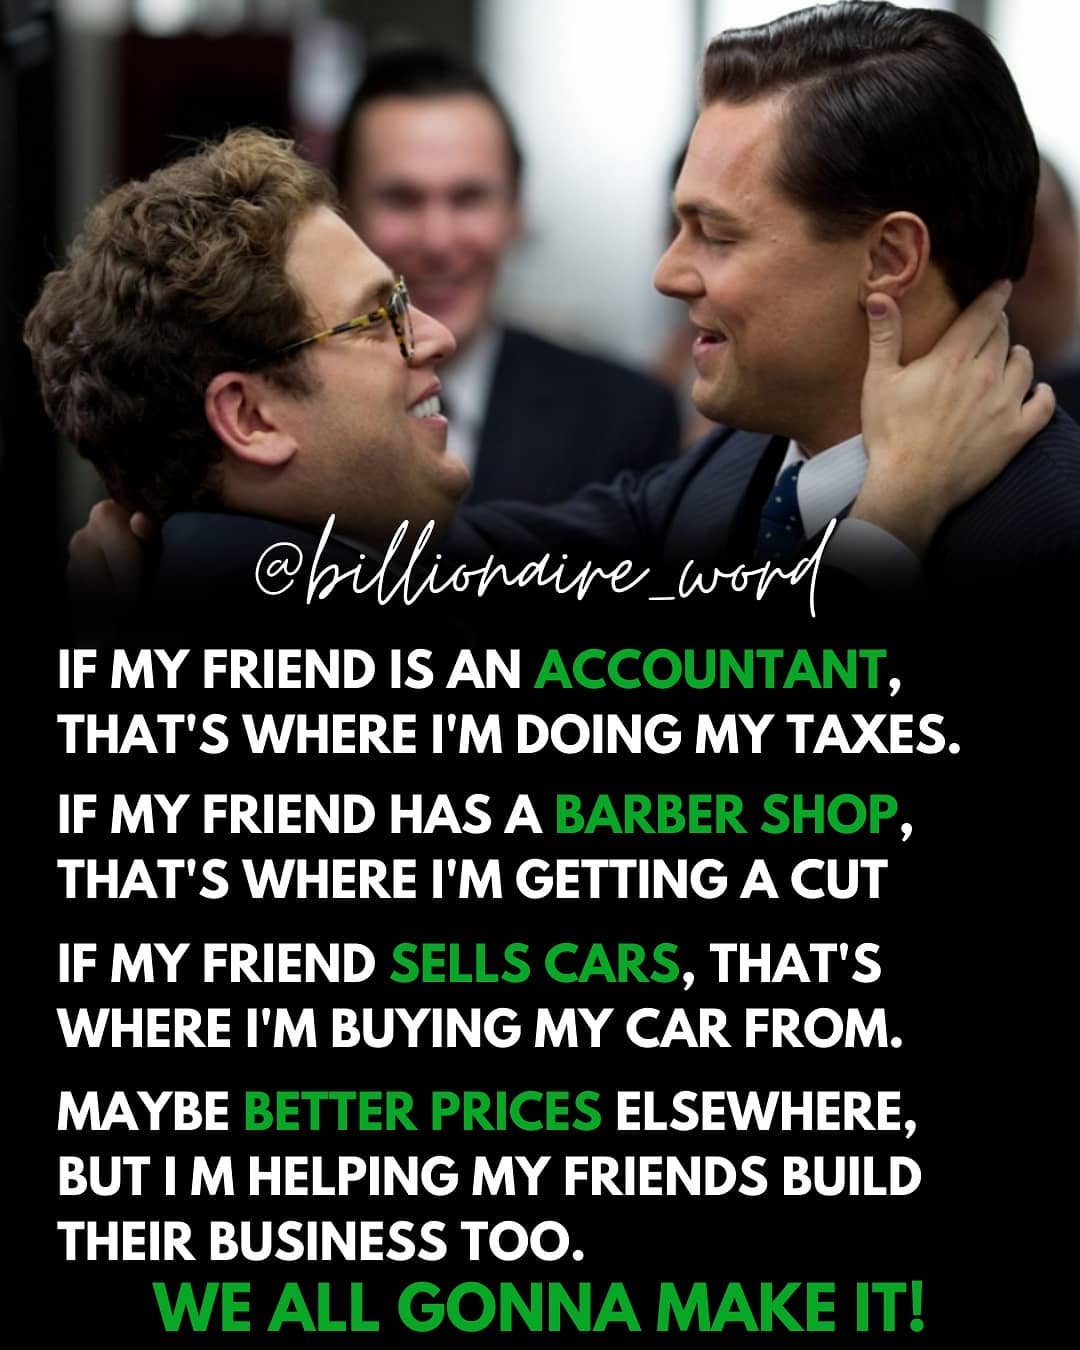 @billionaire_word
IF MY FRIEND IS AN ACCOUNTANT,
THAT'S WHERE I'M DOING MY TAXES.
IF MY FRIEND HAS A BARBER SHOP,
THAT'S WHERE I'M GETTING A CUT
IF MY FRIEND SELLS CARS, THAT'S
WHERE I'M BUYING MY CAR FROM.
MAYBE BETTER PRICES ELSEWHERE,
BUT I M HELPING MY FRIENDS BUILD
THEIR BUSINESS TOO.
WE ALL GONNA MAKE IT!